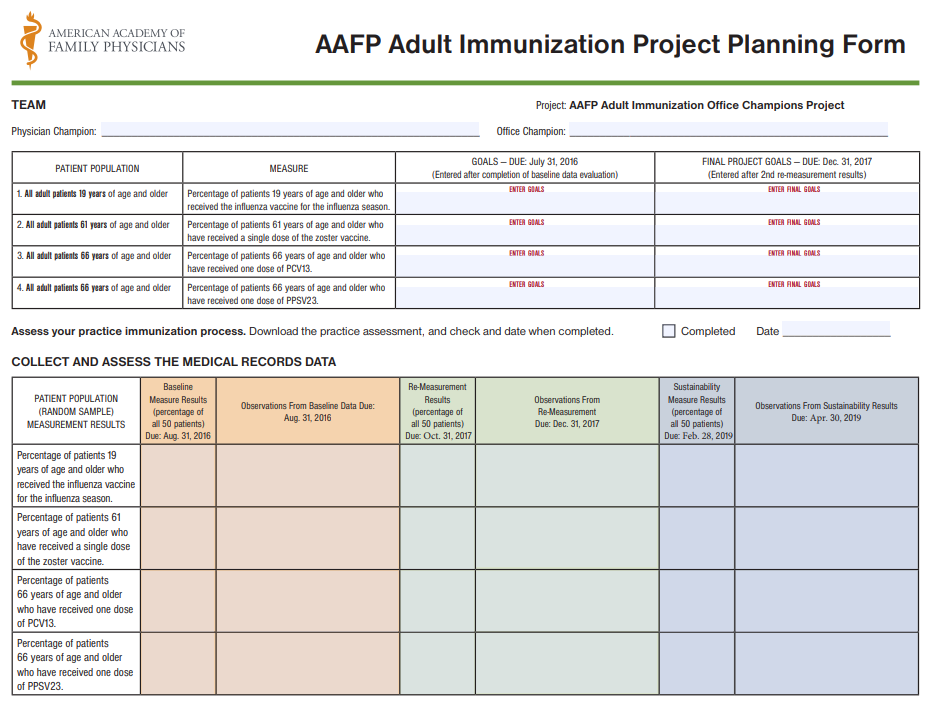 AMERICAN ACADEMY OF
FAMILY PHYSICIANS
AAFP Adult Immunization Project Planning Form
TEAM
Project: AAFP Adult Immunization Office Champions Project
Physician Champion:
Office Champion:
PATIENT POPULATION
MEASURE
GOALS – DUE: July 31, 2016
(Entered after completion of baseline data evaluation)
FINAL PROJECT GOALS – DUE: Dec. 31, 2017
(Entered after 2nd re-measurement results)
1. All adult patients 19 years of age and older
Percentage of patients 19 years of age and older who
received the influenza vaccine for the influenza season.
ENTER GOALS
ENTER FINAL GOALS
2. All adult patients 61 years of age and older
Percentage of patients 61 years of age and older who
have received a single dose of the zoster vaccine.
ENTER GOALS
ENTER FINAL GOALS
3. All adult patients 66 years of age and older
Percentage of patients 66 years of age and older who
have received one dose of PCV13.
ENTER GOALS
ENTER FINAL GOALS
4. All adult patients 66 years of age and older
Percentage of patients 66 years of age and older who
have received one dose of PPSV23.
ENTER GOALS
ENTER FINAL GOALS
Assess your practice immunization process. Download the practice assessment, and check and date when completed.
Completed
Date
COLLECT AND ASSESS THE MEDICAL RECORDS DATA
PATIENT POPULATION
(RANDOM SAMPLE)
MEASUREMENT RESULTS
Baseline
Measure Results
(percentage of
all 50 patients)
Due: Aug. 31, 2016
Observations From Baseline Data Due:
Aug. 31, 2016
Re-Measurement
Results
(percentage of
all 50 patients)
Due: Oct. 31, 2017
Observations From
Re-Measurement
Due: Dec. 31, 2017
Sustainability
Measure Results
(percentage of
all 50 patients)
Due: Feb. 28, 2019
Observations From Sustainability Results
Due: Apr. 30, 2019
Percentage of patients 19
years of age and older who
received the influenza vaccine
for the influenza season.
Percentage of patients 61
years of age and older who
have received a single dose
of the zoster vaccine.
Percentage of patients
66 years of age and older
who have received one dose
of PCV13.
Percentage of patients
66 years of age and older
who have received one dose
of PPSV23.